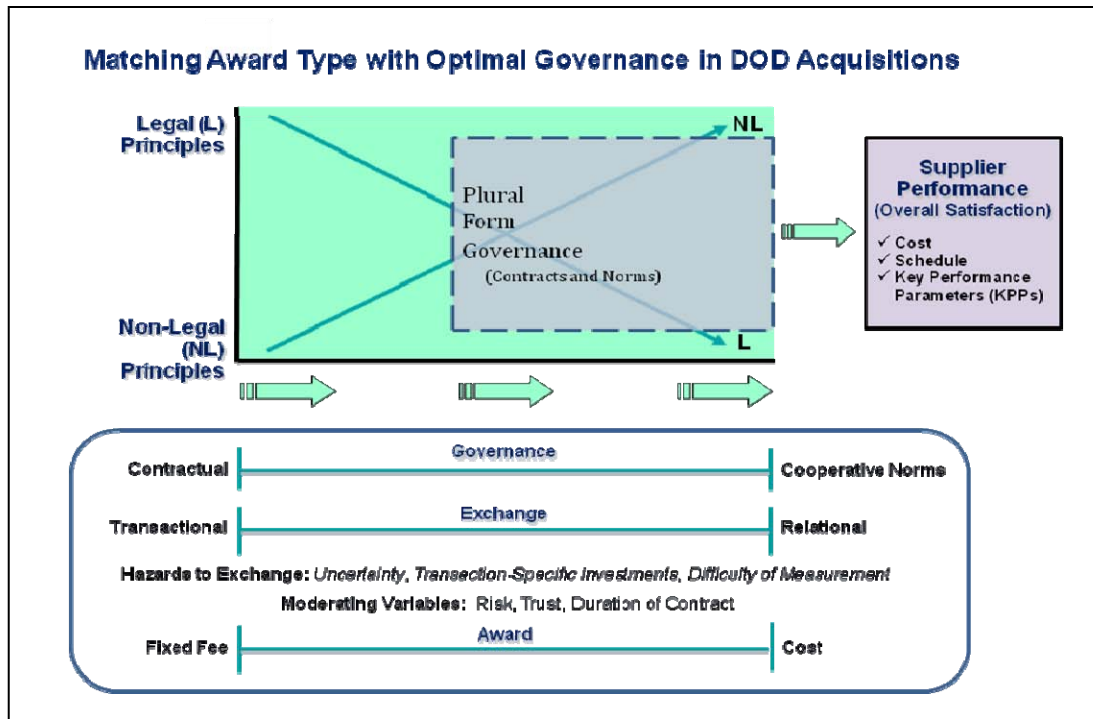 Matching Award Type with Optimal Governance in DOD Acquisitions
Legal (L)
Principles
NL
Plural
Form
Governance
(Contracts and Norms)
L
Non-Legal
(NL)
Principles
Supplier
Performance
(Overall Satisfaction)
✓ Cost
✓ Schedule
✓ Key Performance
Parameters (KPPs)
Governance
Contractual
Cooperative Norms
Exchange
Transactional
Relational
Hazards to Exchange: Uncertainty, Transaction-Specific Investments, Difficulty of Measurement
Moderating Variables: Risk, Trust, Duration of Contract
Award
Fixed Fee
Cost